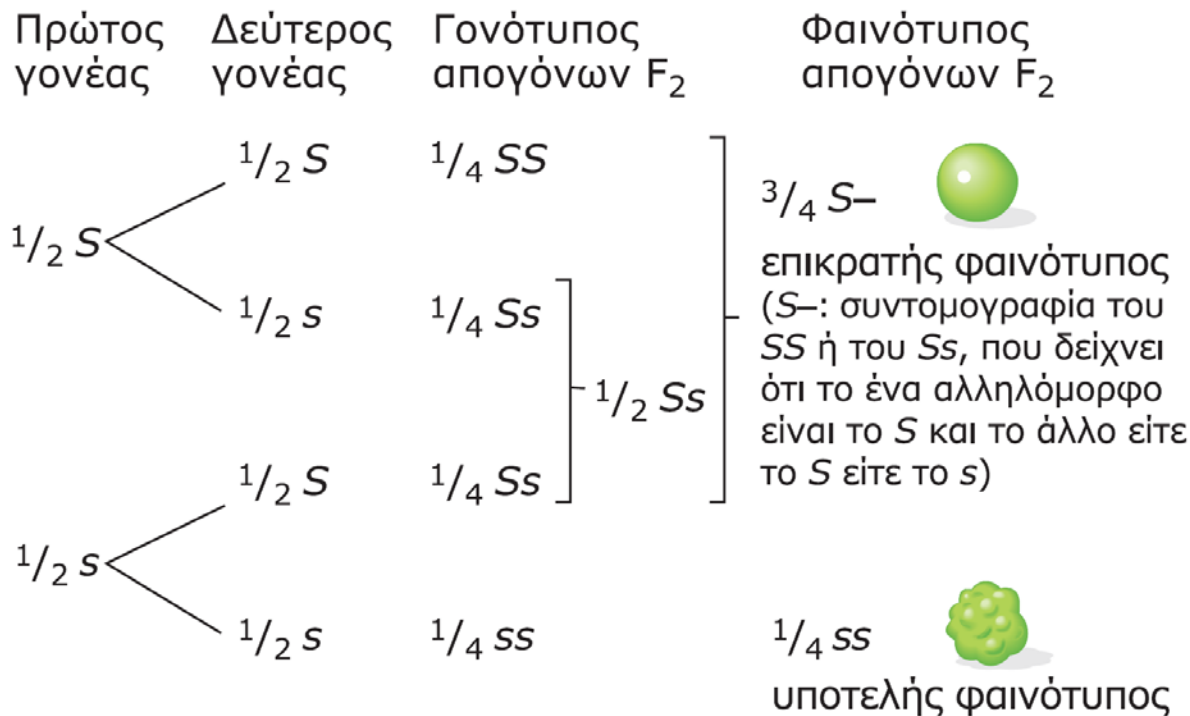 Πρώτος γονέας
Δεύτερος γονέας
Γονότυπος απογόνων F₂
Φαινότυπος απογόνων F₂
1/2 S
1/2 S
1/4 SS
1/2 s
1/4 Ss
1/2 Ss
1/2 s
1/2 S
1/4 Ss
1/2 s
1/4 ss
3/4 S–
επικρατής φαινότυπος
(S–: συντομογραφία του
SS ή του Ss, που δείχνει
ότι το ένα αλληλόμορφο
είναι το S και το άλλο είτε
το S είτε το s)
1/4 ss
υποτελής φαινότυπος